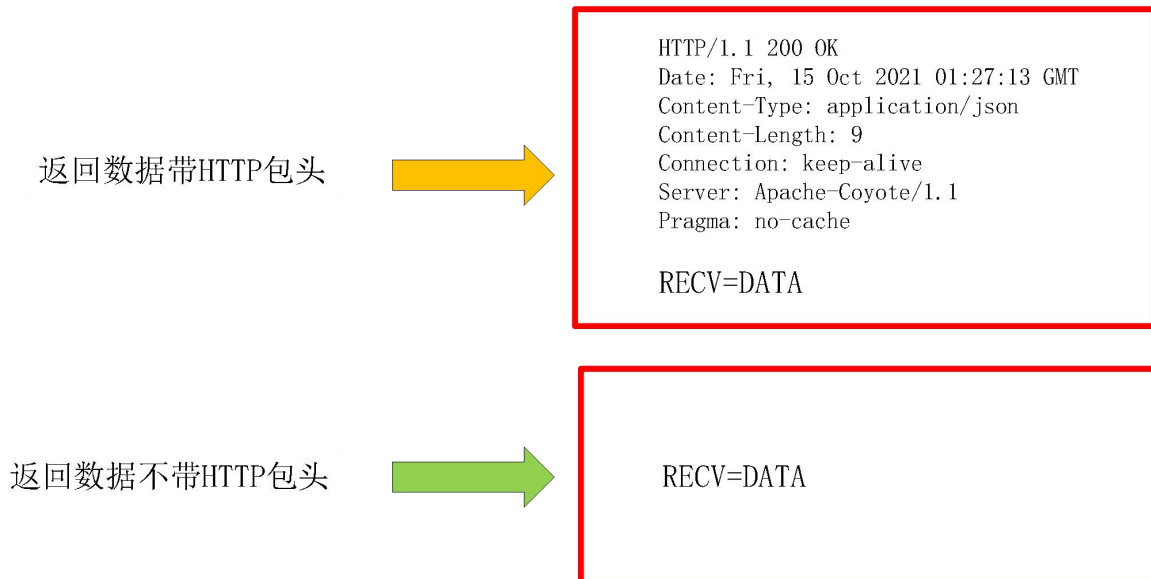 返回数据带HTTP包头
HTTP/1.1 200 OK
Date: Fri, 15 Oct 2021 01:27:13 GMT
Content-Type: application/json
Content-Length: 9
Connection: keep-alive
Server: Apache-Coyote/1.1
Pragma: no-cache
RECV=DATA
返回数据不带HTTP包头
RECV=DATA